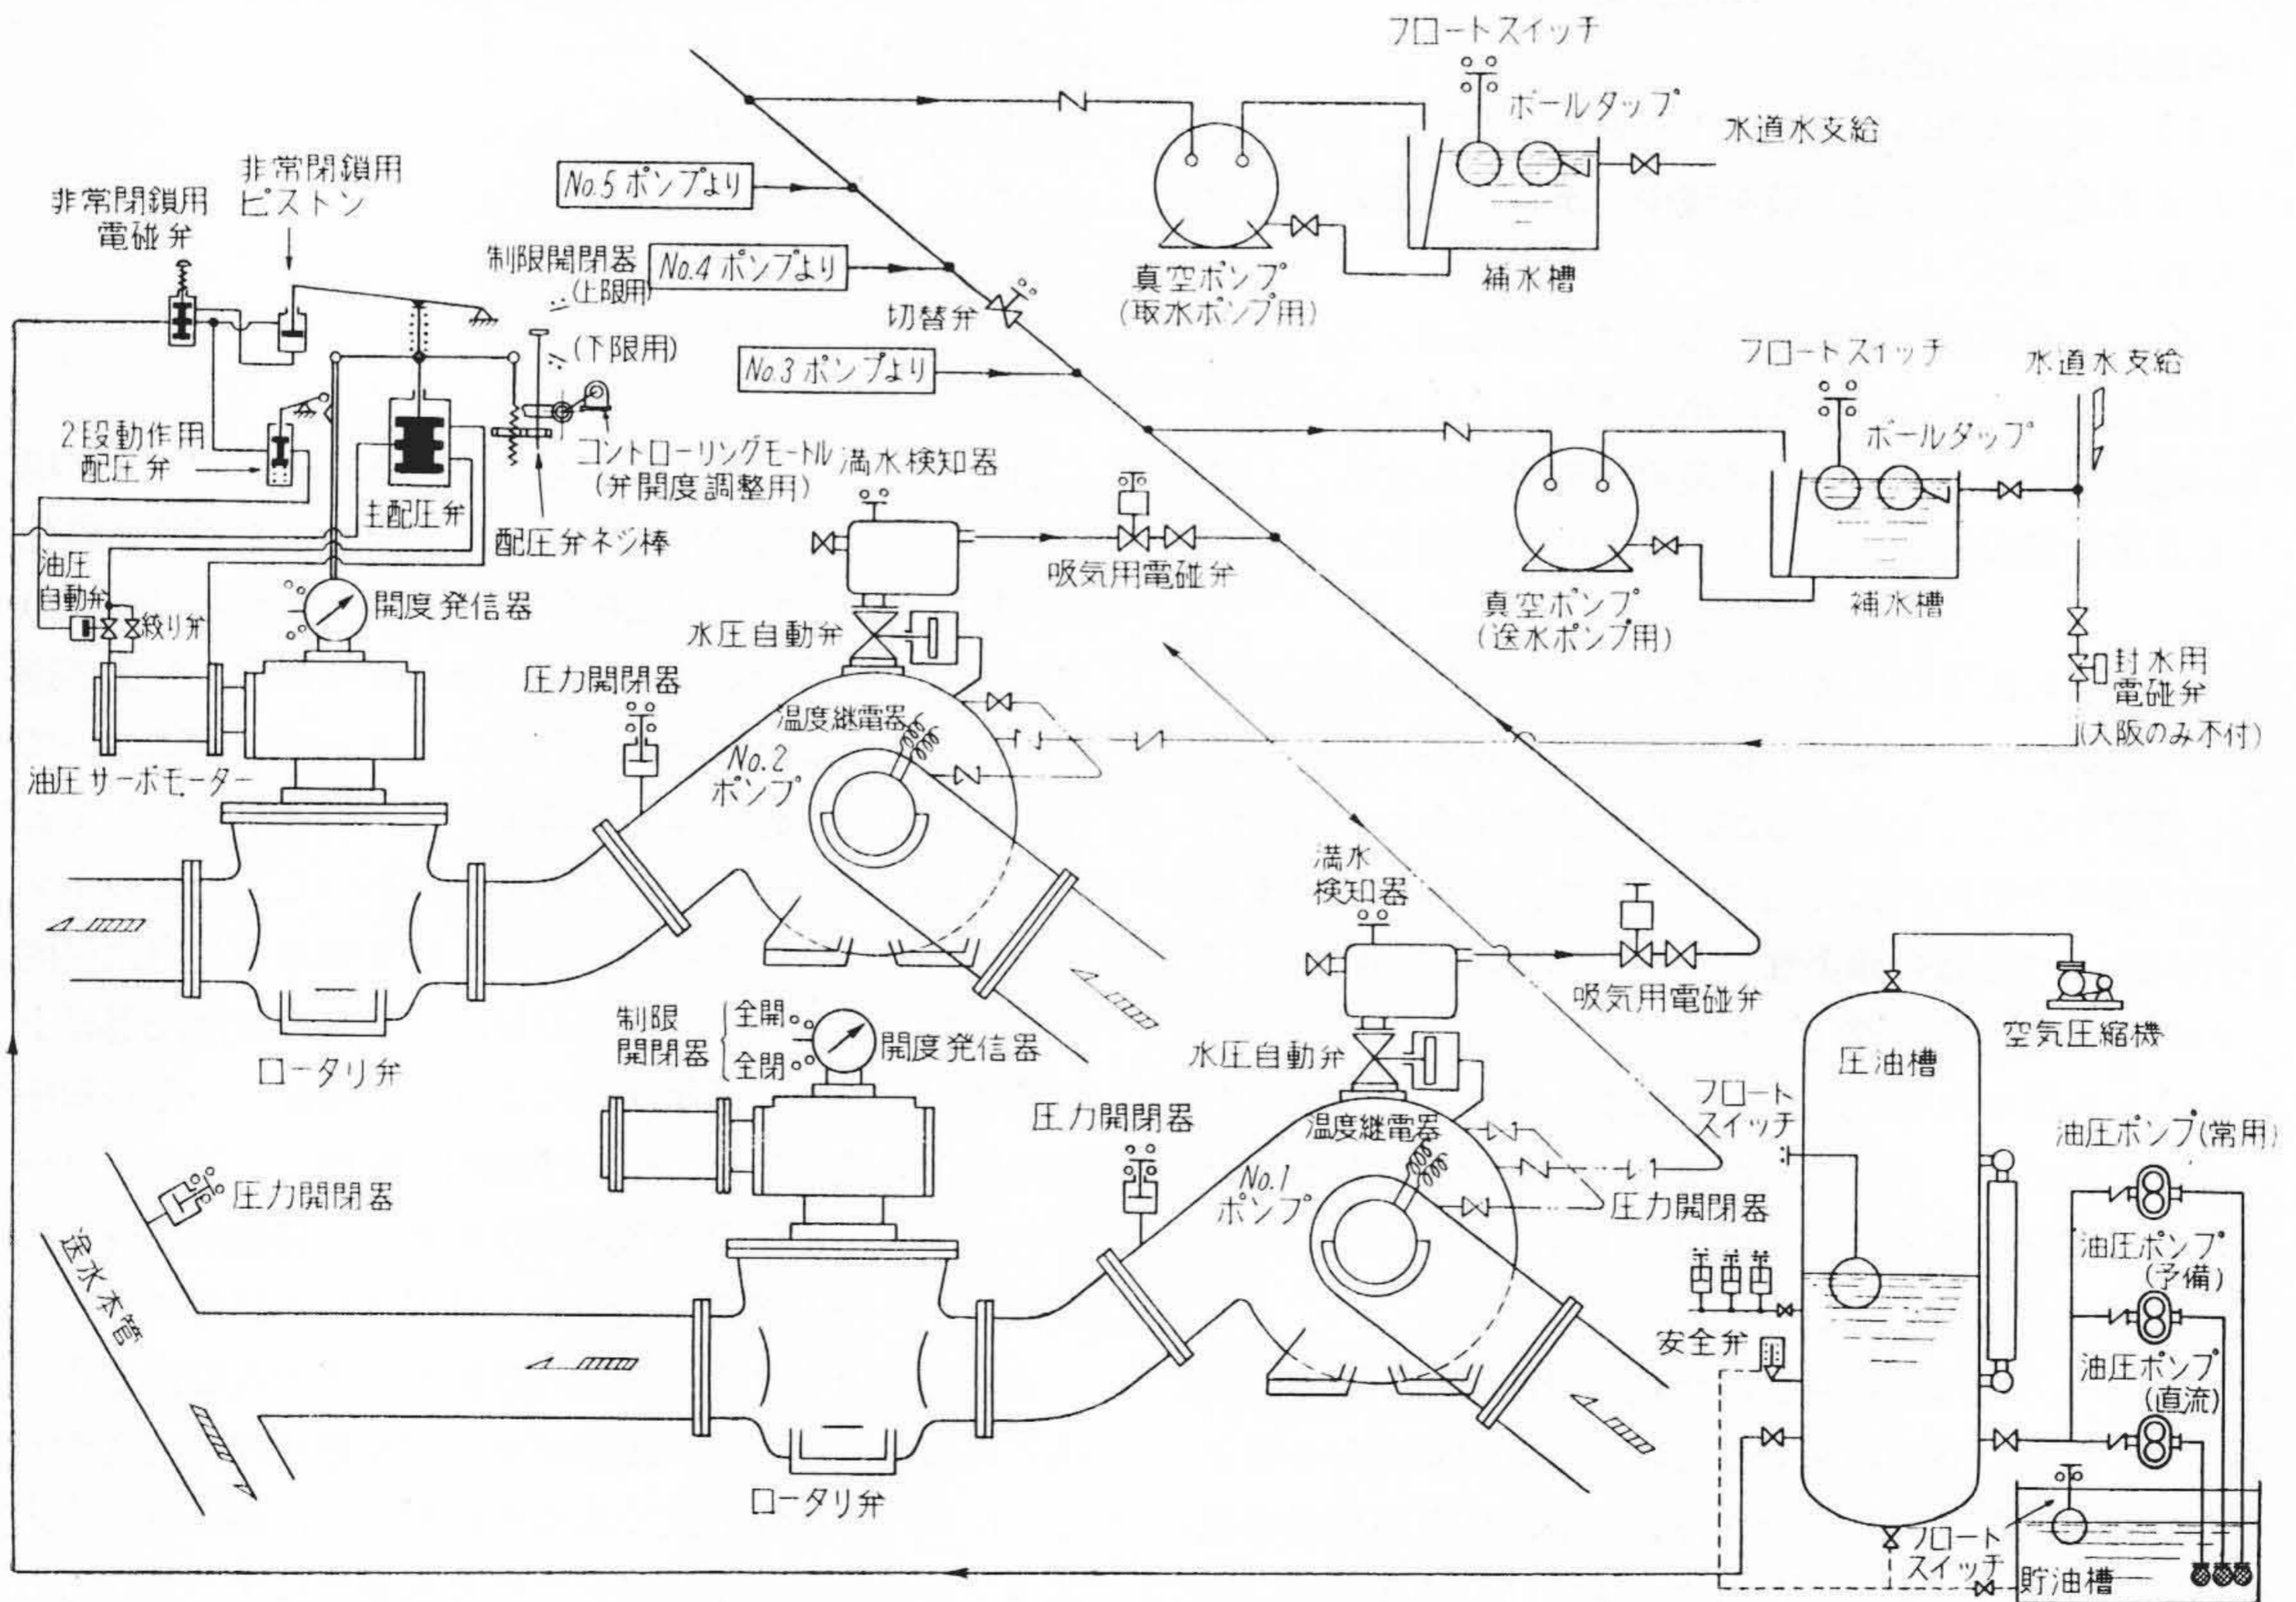 フロートスイッチ
ボールタップ
水道水支給
非常閉鎖用
ピストン
非常閉鎖用
電磁弁
No.5 ポンプより
制限開閉器
(上限用)
No.4 ポンプより
真空ポンプ
(取水ポンプ用)
補水槽
切替弁
(下限用)
No.3 ポンプより
フロートスイッチ
水道水支給
ボールタップ
2段動作用
配圧弁
コントローリングモートル
(弁開度調整用)
満水検知器
主配圧弁
配圧弁ネジ棒
吸気用電磁弁
油圧
自動弁
絞り弁
開度発信器
水圧自動弁
真空ポンプ
(送水ポンプ用)
補水槽
封水用
電磁弁
(大阪のみ不付)
圧力開閉器
温度継電器
No.2
ポンプ
油圧サーボモーター
満水
検知器
吸気用電磁弁
ロータリ弁
制限
開閉器
全開
全閉
開度発信器
水圧自動弁
圧油槽
空気圧縮機
フロート
スイッチ
圧力開閉器
温度継電器
No.1
ポンプ
油圧ポンプ(常用)
圧力開閉器
圧力開閉器
油圧ポンプ
(予備)
送水本管
安全弁
油圧ポンプ
(直流)
ロータリ弁
フロート
スイッチ
貯油槽